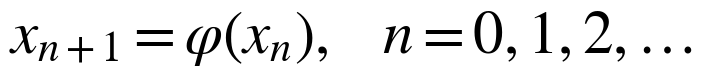 xₙ₊₁ = φ(xₙ), n = 0, 1, 2, …